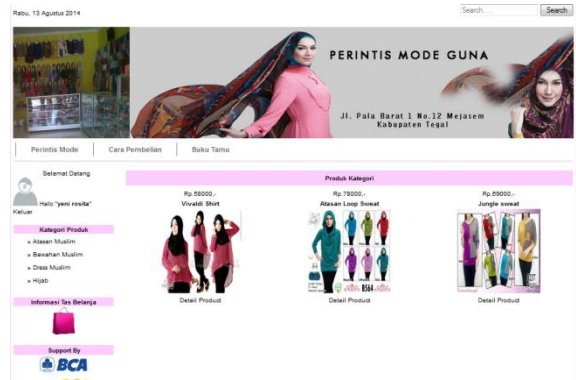 Rabu, 13 Agustus 2014
Search...
Search
PERINTIS MODE GUNA
Jl. Pala Barat 1 No.12 Mejasem
Kabupaten Tegal
Perintis Mode
Cara Pembelian
Buku Tamu
Selamat Datang
Halo "yeni rosita"
Keluar
Kategori Produk
» Atasan Muslim
» Bawahan Muslim
» Dress Muslim
» Hijab
Informasi Tas Belanja
Support By
BCA
Produk Kategori
Rp.68000,-
Vivaldi Shirt
Detail Product
Rp.78000,-
Atasan Loop Sweat
B564
Detail Product
Rp.69000,-
Jungle sweat
Detail Product